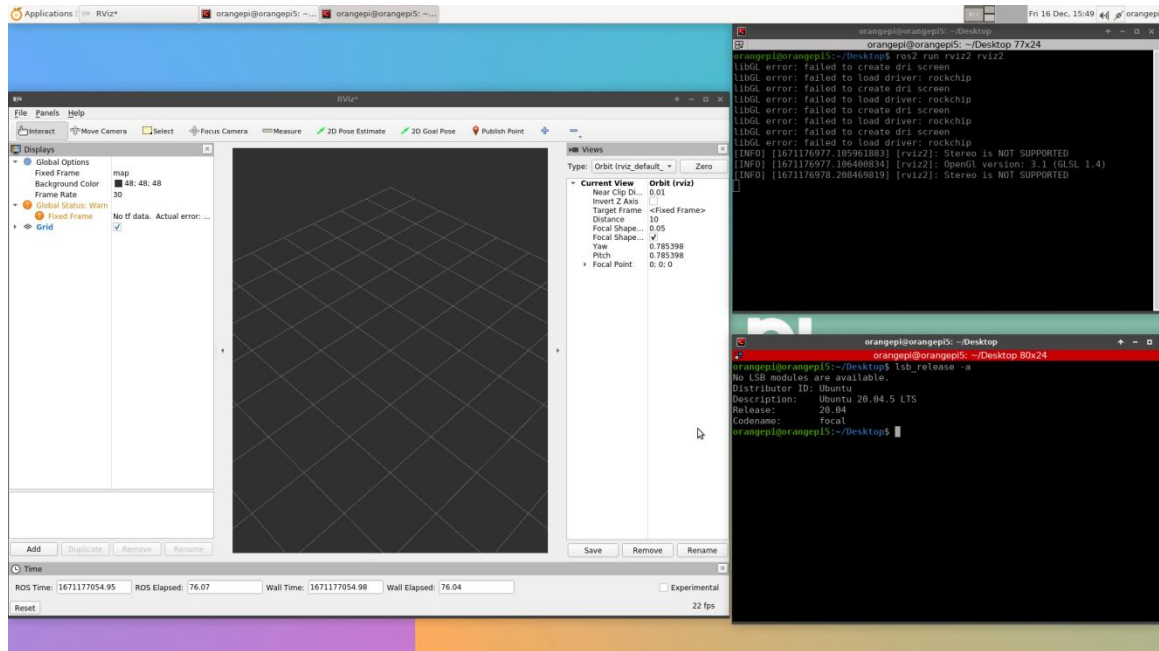 Applications
RViz*
orangepi@orangepi5: ~...
orangepi@orangepi5: ~...
Fri 16 Dec, 15:49
orangepi
RViz*
File Panels Help
Interact Move Camera Select Focus Camera Measure 2D Pose Estimate 2D Goal Pose Publish Point
Displays
Global Options
Fixed Frame map
Background Color 48; 48; 48
Frame Rate 30
Global Status: Warn
Fixed Frame No tf data. Actual error: ...
Grid
Add Duplicate Remove Rename
Views
Type: Orbit (rviz_default_ Zero
Current View Orbit (rviz)
Near Clip Di... 0.01
Invert Z Axis
Target Frame <Fixed Frame>
Distance 10
Focal Shape... 0.05
Focal Shape...
Yaw 0.785398
Pitch 0.785398
Focal Point 0; 0; 0
Save Remove Rename
Time
ROS Time: 1671177054.95 ROS Elapsed: 76.07 Wall Time: 1671177054.98 Wall Elapsed: 76.04 Experimental
Reset 22 fps
orangepi@orangepi5: ~/Desktop
orangepi@orangepi5: ~/Desktop 77x24
orangepi@orangepi5:~/Desktop$ ros2 run rviz2 rviz2
libGL error: failed to create dri screen
libGL error: failed to load driver: rockchip
libGL error: failed to create dri screen
libGL error: failed to load driver: rockchip
libGL error: failed to create dri screen
libGL error: failed to load driver: rockchip
libGL error: failed to create dri screen
libGL error: failed to load driver: rockchip
[INFO] [1671176977.105961883] [rviz2]: Stereo is NOT SUPPORTED
[INFO] [1671176977.106400834] [rviz2]: OpenGl version: 3.1 (GLSL 1.4)
[INFO] [1671176978.208469819] [rviz2]: Stereo is NOT SUPPORTED
orangepi@orangepi5: ~/Desktop
orangepi@orangepi5: ~/Desktop 80x24
orangepi@orangepi5:~/Desktop$ lsb_release -a
No LSB modules are available.
Distributor ID: Ubuntu
Description: Ubuntu 20.04.5 LTS
Release: 20.04
Codename: focal
orangepi@orangepi5:~/Desktop$